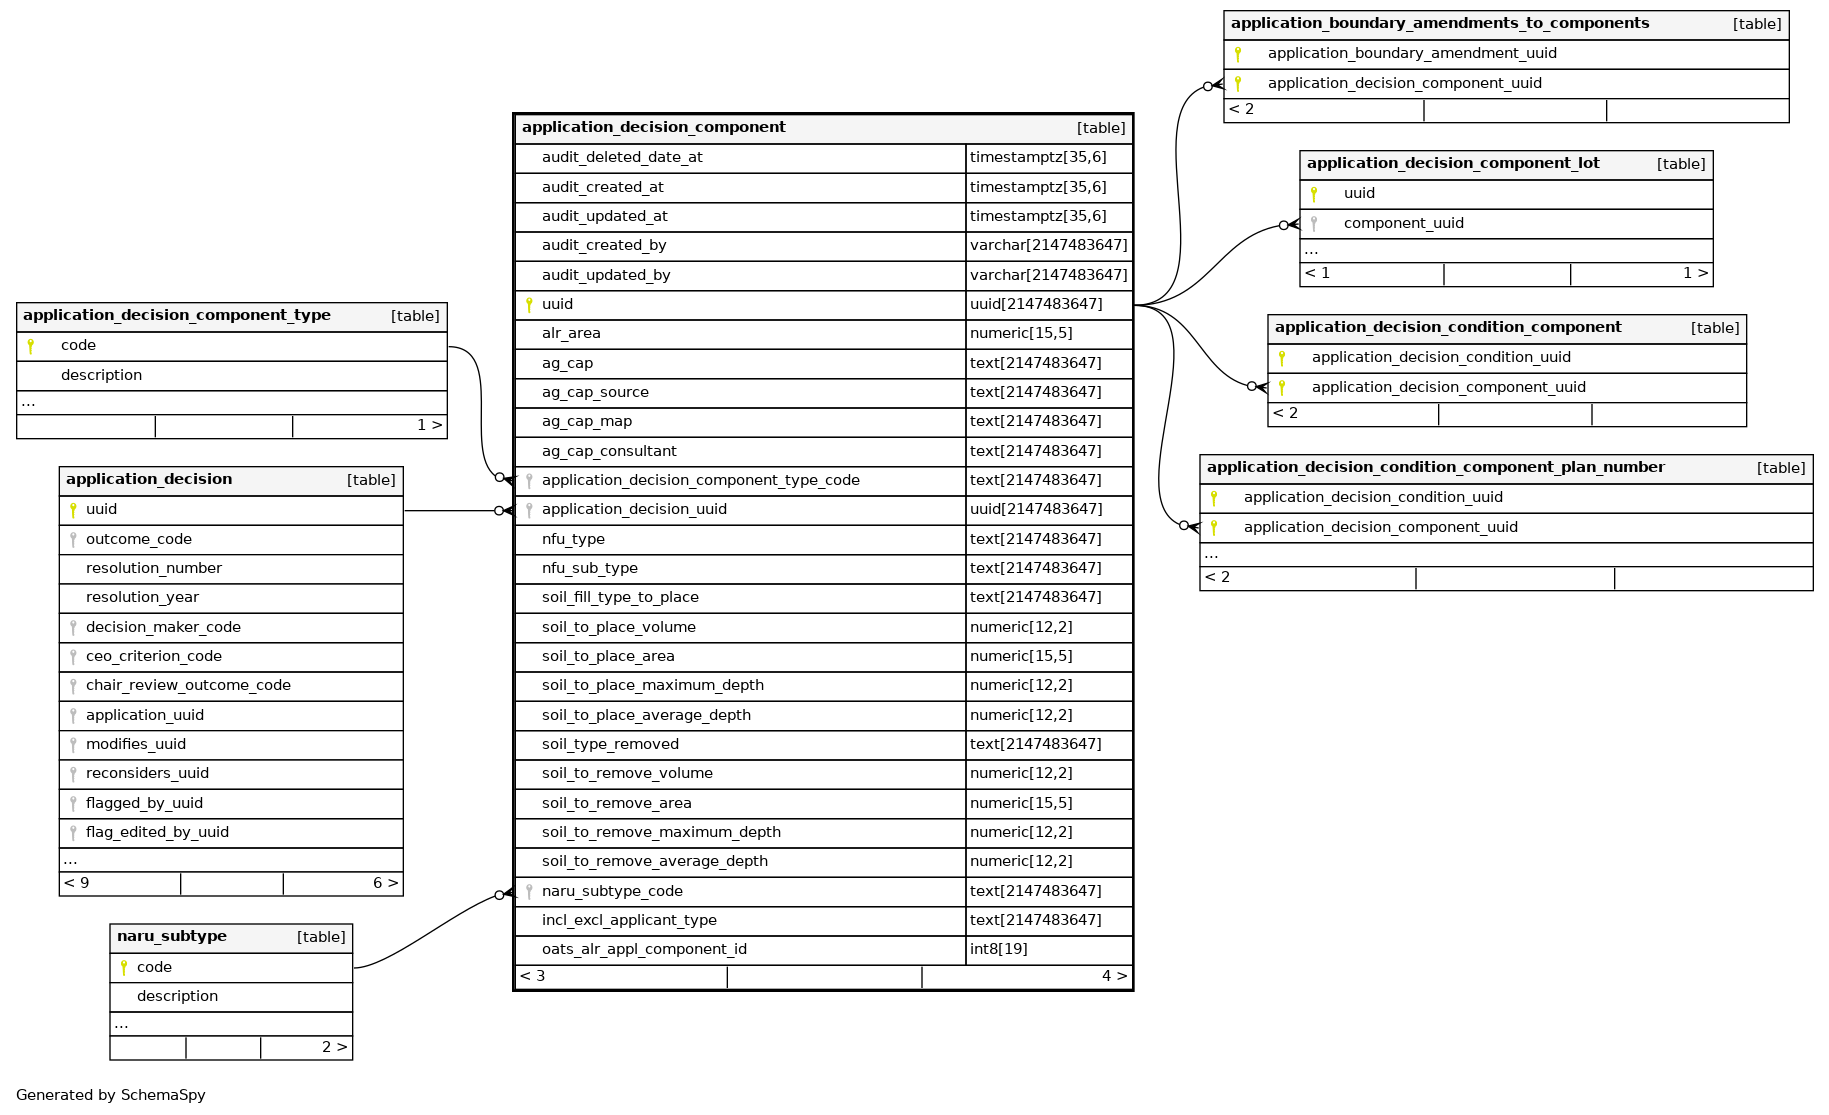 application_boundary_amendments_to_components [table]
application_boundary_amendment_uuid
application_decision_component_uuid
< 2
application_decision_component_lot [table]
uuid
component_uuid
...
< 1 1 >
application_decision_condition_component [table]
application_decision_condition_uuid
application_decision_component_uuid
< 2
application_decision_condition_component_plan_number [table]
application_decision_condition_uuid
application_decision_component_uuid
...
< 2
application_decision_component [table]
audit_deleted_date_at timestamptz[35,6]
audit_created_at timestamptz[35,6]
audit_updated_at timestamptz[35,6]
audit_created_by varchar[2147483647]
audit_updated_by varchar[2147483647]
uuid uuid[2147483647]
alr_area numeric[15,5]
ag_cap text[2147483647]
ag_cap_source text[2147483647]
ag_cap_map text[2147483647]
ag_cap_consultant text[2147483647]
application_decision_component_type_code text[2147483647]
application_decision_uuid uuid[2147483647]
nfu_type text[2147483647]
nfu_sub_type text[2147483647]
soil_fill_type_to_place text[2147483647]
soil_to_place_volume numeric[12,2]
soil_to_place_area numeric[15,5]
soil_to_place_maximum_depth numeric[12,2]
soil_to_place_average_depth numeric[12,2]
soil_type_removed text[2147483647]
soil_to_remove_volume numeric[12,2]
soil_to_remove_area numeric[15,5]
soil_to_remove_maximum_depth numeric[12,2]
soil_to_remove_average_depth numeric[12,2]
naru_subtype_code text[2147483647]
incl_excl_applicant_type text[2147483647]
oats_alr_appl_component_id int8[19]
< 3 4 >
application_decision_component_type [table]
code
description
...
1 >
application_decision [table]
uuid
outcome_code
resolution_number
resolution_year
decision_maker_code
ceo_criterion_code
chair_review_outcome_code
application_uuid
modifies_uuid
reconsiders_uuid
flagged_by_uuid
flag_edited_by_uuid
...
< 9 6 >
naru_subtype [table]
code
description
...
2 >
Generated by SchemaSpy